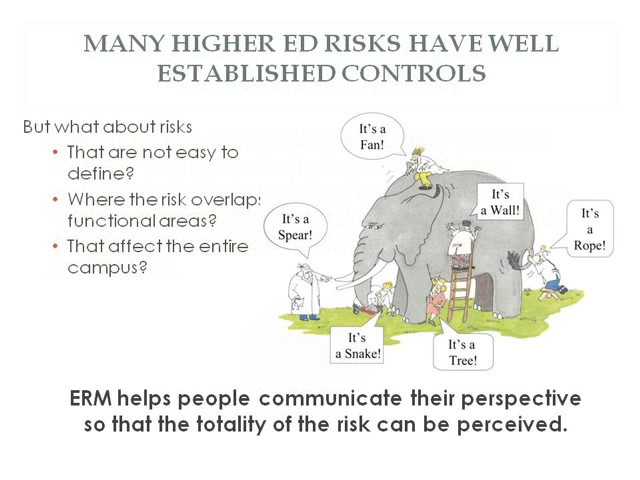 MANY HIGHER ED RISKS HAVE WELL
ESTABLISHED CONTROLS
But what about risks
• That are not easy to
define?
• Where the risk overlaps
functional areas?
• That affect the entire
campus?
It's a
Fan!
It's
a Wall!
It's a
Spear!
It's
a
Rope!
It's
a Snake!
It's a
Tree!
ERM helps people communicate their perspective
so that the totality of the risk can be perceived.